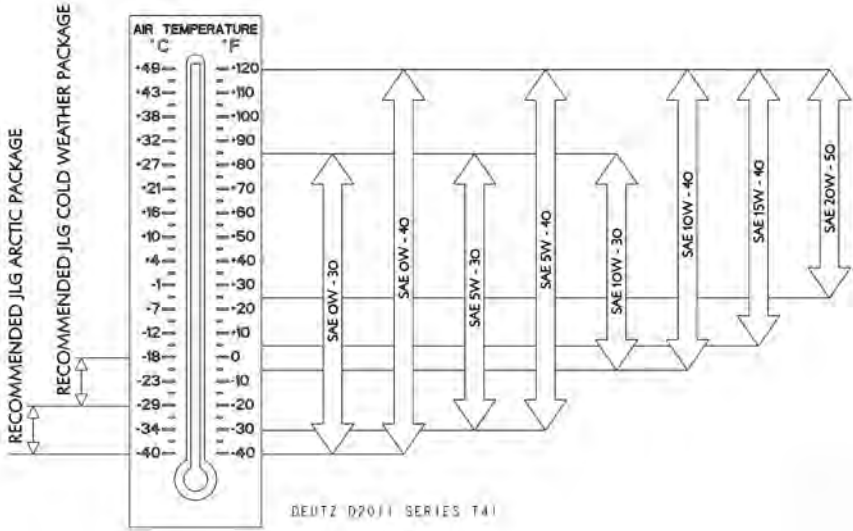 AIR TEMPERATURE
°C °F
+49 +120
+43 +110
+38 +100
+32 +90
+27 +80
+21 +70
+16 +60
+10 +50
+4 +40
-1 +30
-7 +20
-12 +10
-18 0
-23 -10
-29 -20
-34 -30
-40 -40
RECOMMENDED JLG ARCTIC PACKAGE
RECOMMENDED JLG COLD WEATHER PACKAGE
SAE 0W - 30
SAE 0W - 40
SAE 5W - 30
SAE 5W - 40
SAE 10W - 30
SAE 10W - 40
SAE 15W - 40
SAE 20W - 50
DEUTZ D2011 SERIES T4I